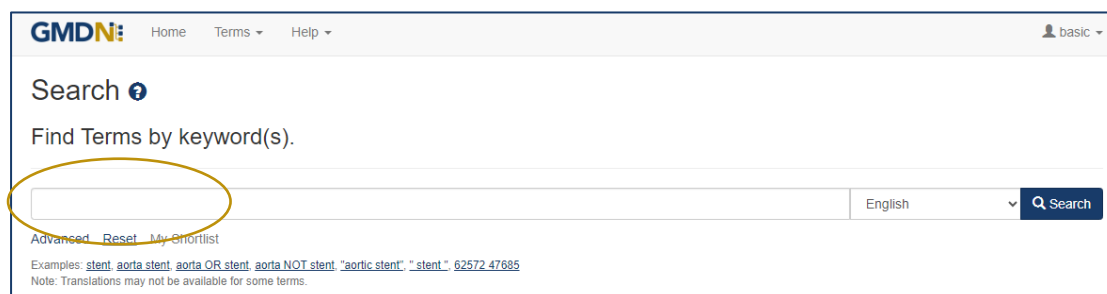 GMDN Home Terms Help basic
Search ?
Find Terms by keyword(s).
English Search
Advanced Reset My Shortlist
Examples: stent, aorta stent, aorta OR stent, aorta NOT stent, "aortic stent", " stent ", 62572 47685
Note: Translations may not be available for some terms.